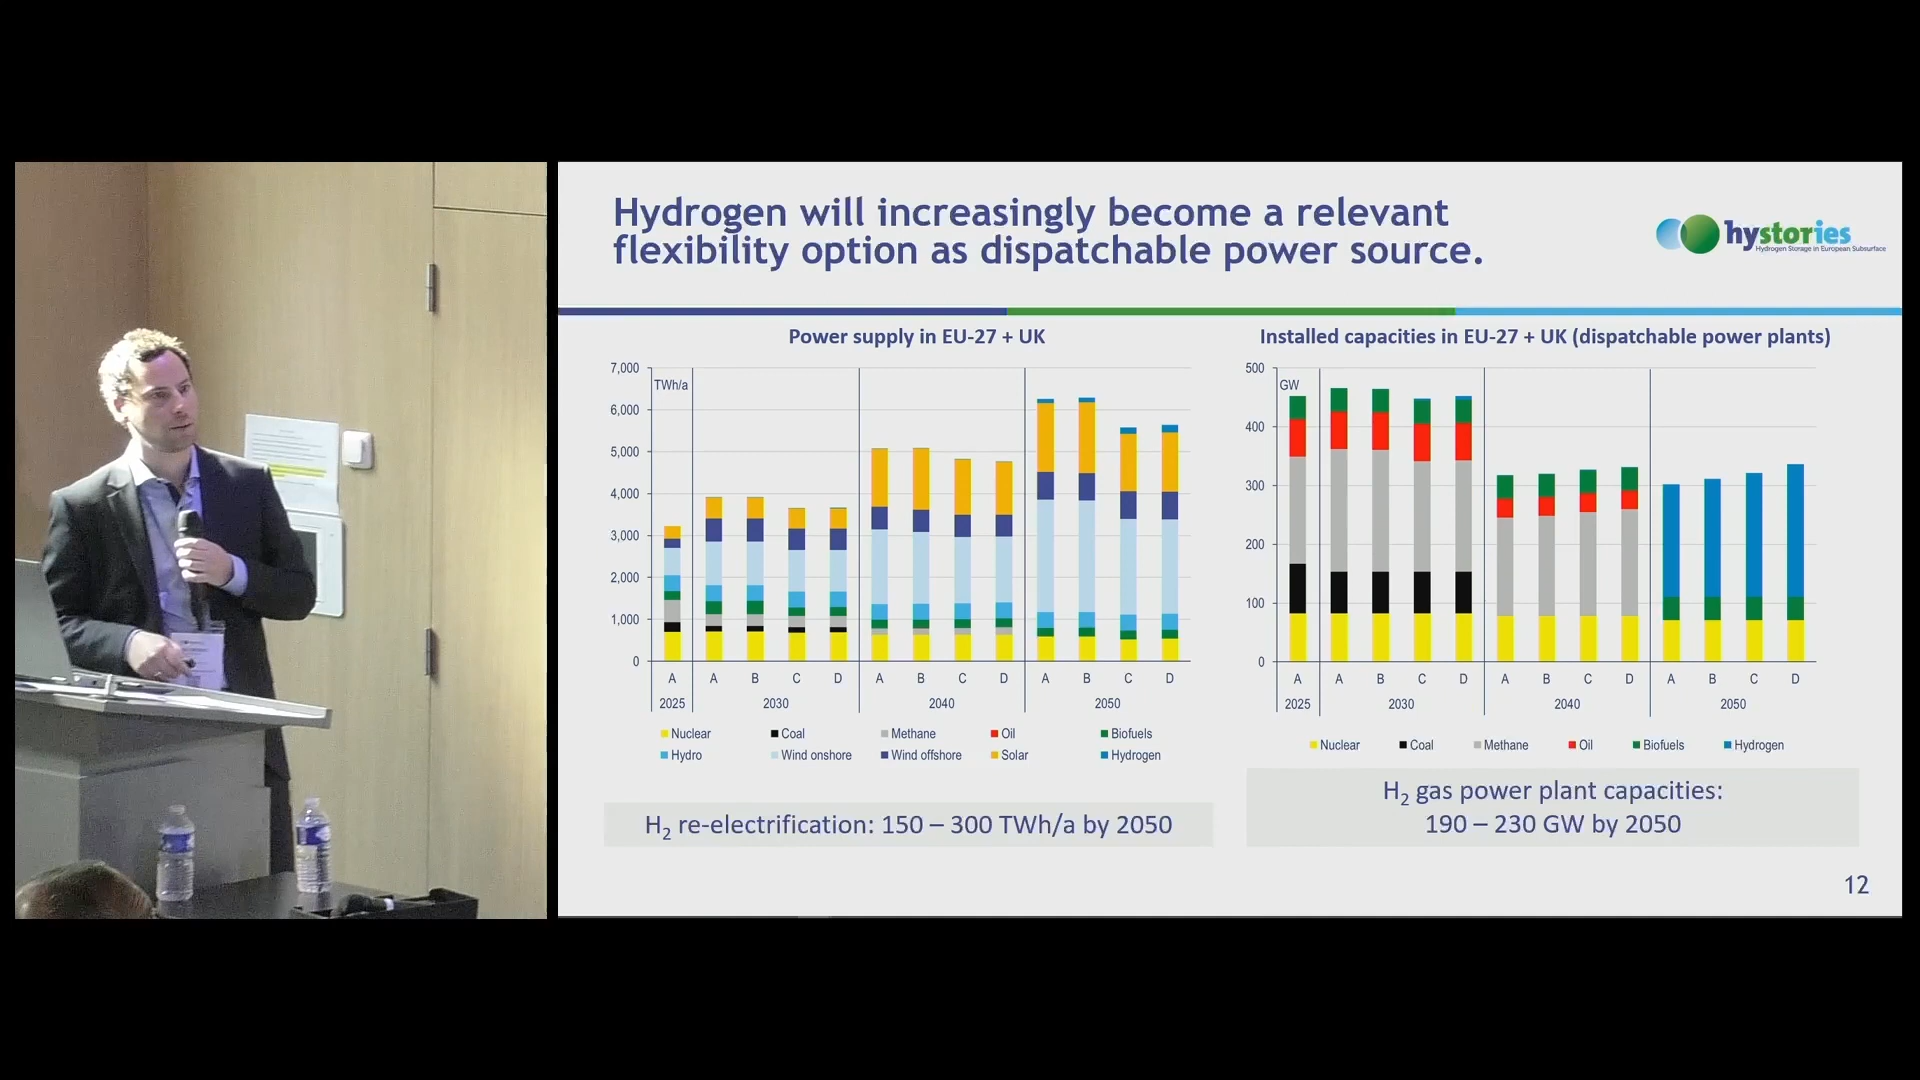 Hydrogen will increasingly become a relevant
flexibility option as dispatchable power source.
hystories
Hydrogen Storage in European Subsurface
Power supply in EU-27 + UK
7,000
6,000
5,000
4,000
3,000
2,000
1,000
0
TWh/a
A A B C D A B C D A B C D
2025 2030 2040 2050
Nuclear Coal Methane Oil Biofuels
Hydro Wind onshore Wind offshore Solar Hydrogen
H2 re-electrification: 150 – 300 TWh/a by 2050
Installed capacities in EU-27 + UK (dispatchable power plants)
500
400
300
200
100
0
GW
A A B C D A B C D A B C D
2025 2030 2040 2050
Nuclear Coal Methane Oil Biofuels Hydrogen
H2 gas power plant capacities:
190 – 230 GW by 2050
12